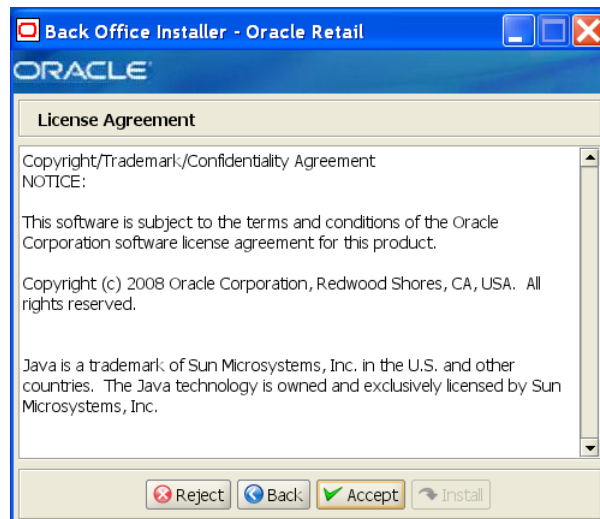 Back Office Installer - Oracle Retail
ORACLE
License Agreement
Copyright/Trademark/Confidentiality Agreement
NOTICE:
This software is subject to the terms and conditions of the Oracle
Corporation software license agreement for this product.
Copyright (c) 2008 Oracle Corporation, Redwood Shores, CA, USA.  All
rights reserved.
Java is a trademark of Sun Microsystems, Inc. in the U.S. and other
countries.  The Java technology is owned and exclusively licensed by Sun
Microsystems, Inc.
Reject Back Accept Install